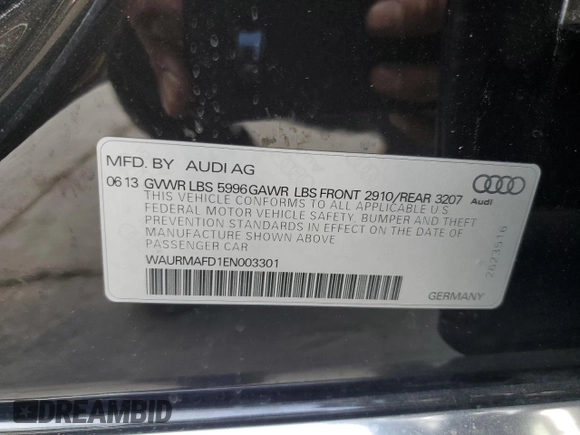 MFD. BY AUDI AG
06 13 GVWR LBS 5996 GAWR LBS FRONT 2910/REAR 3207
THIS VEHICLE CONFORMS TO ALL APPLICABLE U S
FEDERAL MOTOR VEHICLE SAFETY, BUMPER AND THEFT
PREVENTION STANDARDS IN EFFECT ON THE DATE OF
MANUFACTURE SHOWN ABOVE
PASSENGER CAR
WAURMAFD1EN003301
Audi
2623516
GERMANY
DREAMBID